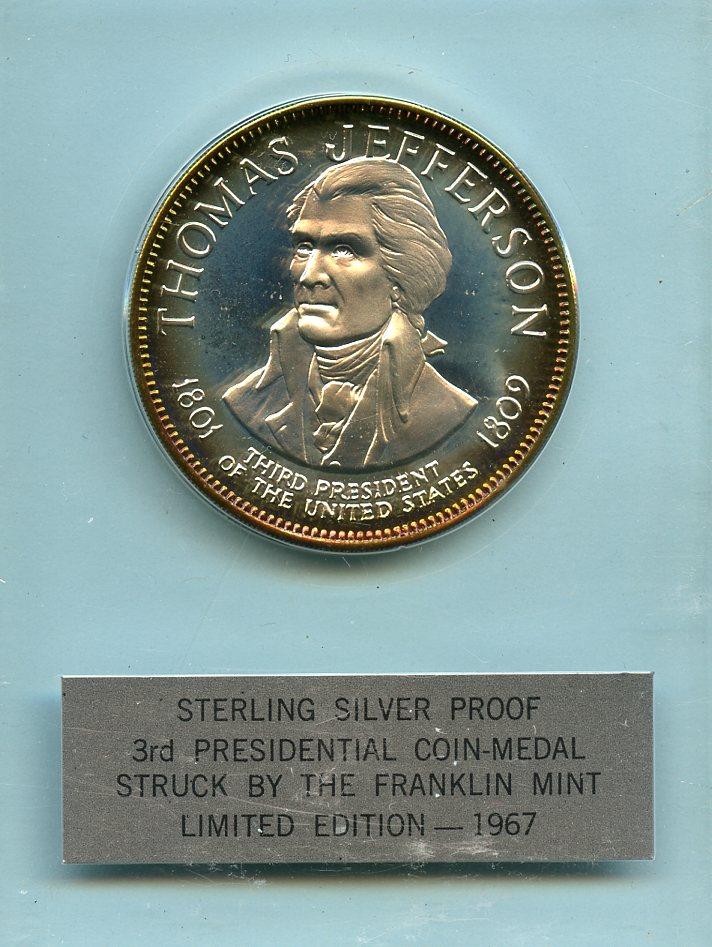 THOMAS JEFFERSON
1801
1809
THIRD PRESIDENT
OF THE UNITED STATES
STERLING SILVER PROOF
3rd PRESIDENTIAL COIN-MEDAL
STRUCK BY THE FRANKLIN MINT
LIMITED EDITION — 1967